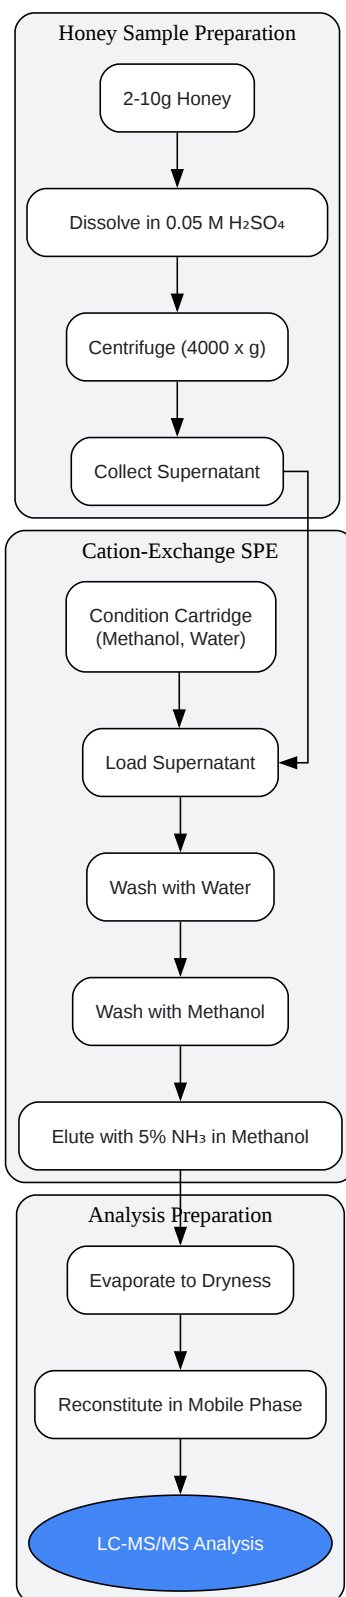 Honey Sample Preparation
2-10g Honey
Dissolve in 0.05 M H₂SO₄
Centrifuge (4000 x g)
Collect Supernatant
Cation-Exchange SPE
Condition Cartridge
(Methanol, Water)
Load Supernatant
Wash with Water
Wash with Methanol
Elute with 5% NH₃ in Methanol
Analysis Preparation
Evaporate to Dryness
Reconstitute in Mobile Phase
LC-MS/MS Analysis